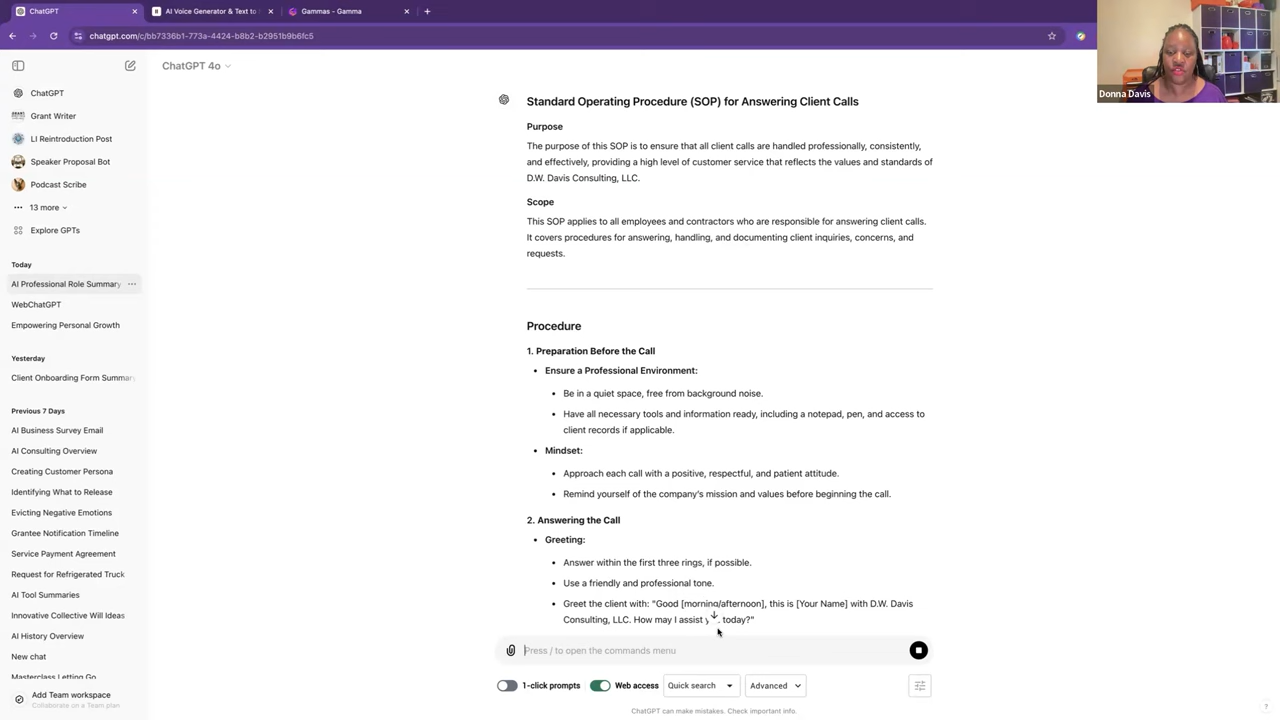 ChatGPT
AI Voice Generator & Text to
Gammas - Gamma
chatgpt.com/c/bb7336b1-773a-4424-b8b2-b2951b9b6fc5
Donna Davis
ChatGPT 4o
ChatGPT
Grant Writer
LI Reintroduction Post
Speaker Proposal Bot
Podcast Scribe
13 more
Explore GPTs
Today
AI Professional Role Summary
WebChatGPT
Empowering Personal Growth
Yesterday
Client Onboarding Form Summar
Previous 7 Days
AI Business Survey Email
AI Consulting Overview
Creating Customer Persona
Identifying What to Release
Evicting Negative Emotions
Grantee Notification Timeline
Service Payment Agreement
Request for Refrigerated Truck
AI Tool Summaries
Innovative Collective Will Ideas
AI History Overview
New chat
Masterclass Letting Go
Add Team workspace
Collaborate on a Team plan
Standard Operating Procedure (SOP) for Answering Client Calls
Purpose
The purpose of this SOP is to ensure that all client calls are handled professionally, consistently,
and effectively, providing a high level of customer service that reflects the values and standards of
D.W. Davis Consulting, LLC.
Scope
This SOP applies to all employees and contractors who are responsible for answering client calls.
It covers procedures for answering, handling, and documenting client inquiries, concerns, and
requests.
Procedure
1. Preparation Before the Call
• Ensure a Professional Environment:
• Be in a quiet space, free from background noise.
• Have all necessary tools and information ready, including a notepad, pen, and access to
client records if applicable.
• Mindset:
• Approach each call with a positive, respectful, and patient attitude.
• Remind yourself of the company's mission and values before beginning the call.
2. Answering the Call
• Greeting:
• Answer within the first three rings, if possible.
• Use a friendly and professional tone.
• Greet the client with: "Good [morning/afternoon], this is [Your Name] with D.W. Davis
Consulting, LLC. How may I assist today?"
Press / to open the commands menu
1-click prompts
Web access
Quick search
Advanced
ChatGPT can make mistakes. Check important info.
?